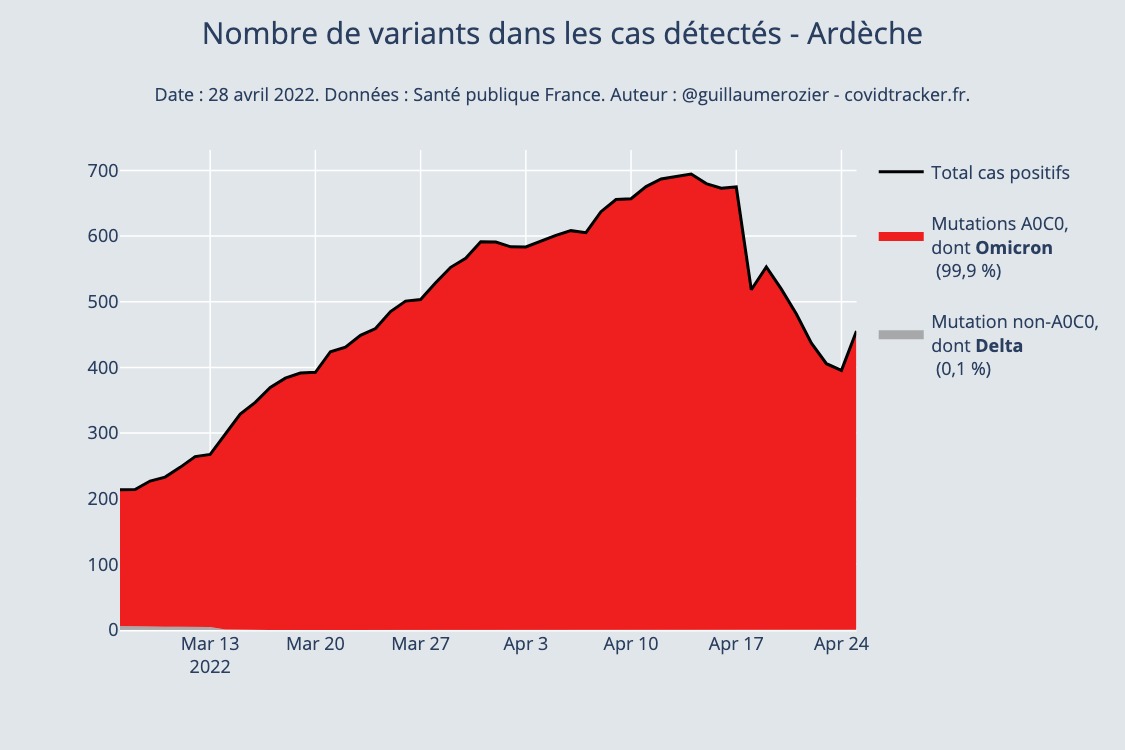 Nombre de variants dans les cas détectés - Ardèche
Date : 28 avril 2022. Données : Santé publique France. Auteur : @guillaumerozier - covidtracker.fr.
700
600
500
400
300
200
100
0
Mar 13
2022
Mar 20
Mar 27
Apr 3
Apr 10
Apr 17
Apr 24
Total cas positifs
Mutations A0C0,
dont Omicron
(99,9 %)
Mutation non-A0C0,
dont Delta
(0,1 %)